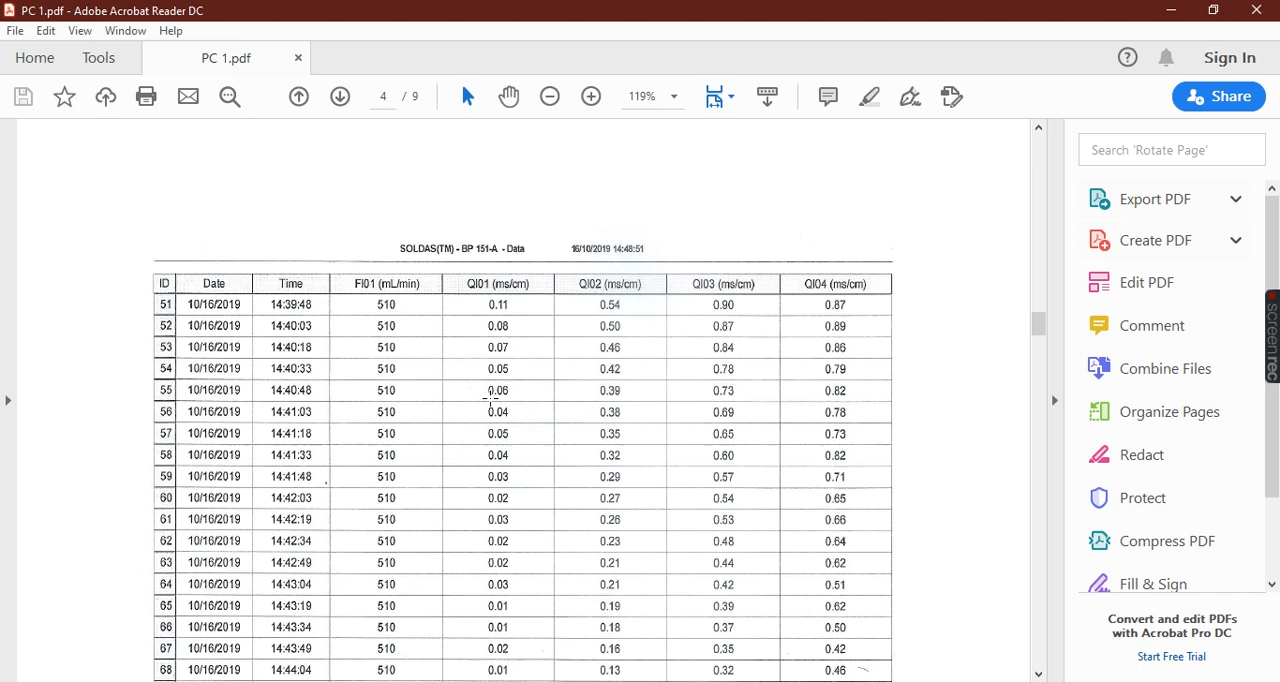 PC 1.pdf - Adobe Acrobat Reader DC
File Edit View Window Help
Home Tools PC 1.pdf × Sign In
4 / 9 119% Share
Search 'Rotate Page'
Export PDF
Create PDF
Edit PDF
Comment
Combine Files
Organize Pages
Redact
Protect
Compress PDF
Fill & Sign
Convert and edit PDFs
with Acrobat Pro DC
Start Free Trial
screenrec
SOLDAS(TM) - BP 151-A - Data 16/10/2019 14:48:51
ID Date Time FI01 (mL/min) QI01 (ms/cm) QI02 (ms/cm) QI03 (ms/cm) QI04 (ms/cm)
51 10/16/2019 14:39:48 510 0.11 0.54 0.90 0.87
52 10/16/2019 14:40:03 510 0.08 0.50 0.87 0.89
53 10/16/2019 14:40:18 510 0.07 0.46 0.84 0.86
54 10/16/2019 14:40:33 510 0.05 0.42 0.78 0.79
55 10/16/2019 14:40:48 510 0.06 0.39 0.73 0.82
56 10/16/2019 14:41:03 510 0.04 0.38 0.69 0.78
57 10/16/2019 14:41:18 510 0.05 0.35 0.65 0.73
58 10/16/2019 14:41:33 510 0.04 0.32 0.60 0.82
59 10/16/2019 14:41:48 510 0.03 0.29 0.57 0.71
60 10/16/2019 14:42:03 510 0.02 0.27 0.54 0.65
61 10/16/2019 14:42:19 510 0.03 0.26 0.53 0.66
62 10/16/2019 14:42:34 510 0.02 0.23 0.48 0.64
63 10/16/2019 14:42:49 510 0.02 0.21 0.44 0.62
64 10/16/2019 14:43:04 510 0.03 0.21 0.42 0.51
65 10/16/2019 14:43:19 510 0.01 0.19 0.39 0.62
66 10/16/2019 14:43:34 510 0.01 0.18 0.37 0.50
67 10/16/2019 14:43:49 510 0.02 0.16 0.35 0.42
68 10/16/2019 14:44:04 510 0.01 0.13 0.32 0.46